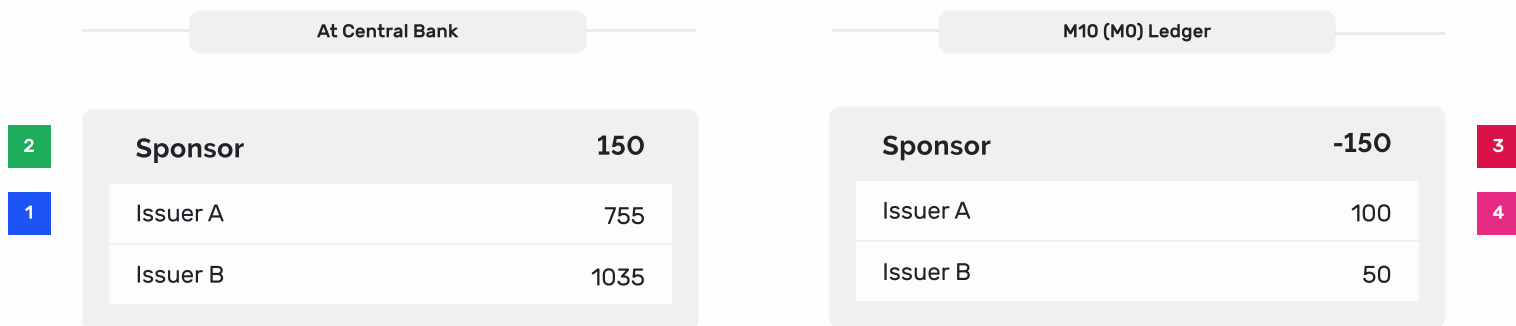 At Central Bank
M10 (M0) Ledger
2
Sponsor 150
1
Issuer A 755
Issuer B 1035
Sponsor -150
3
Issuer A 100
4
Issuer B 50